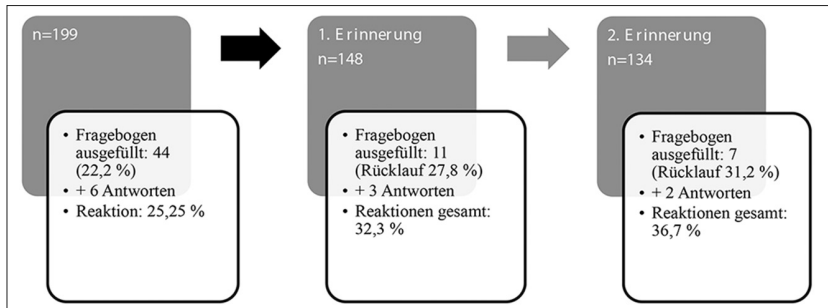 n=199
• Fragebogen
ausgefüllt: 44
(22,2 %)
• + 6 Antworten
• Reaktion: 25,25 %
1. Erinnerung
n=148
• Fragebogen
ausgefüllt: 11
(Rücklauf 27,8 %)
• + 3 Antworten
• Reaktionen gesamt:
32,3 %
2. Erinnerung
n=134
• Fragebogen
ausgefüllt: 7
(Rücklauf 31,2 %)
• + 2 Antworten
• Reaktionen gesamt:
36,7 %